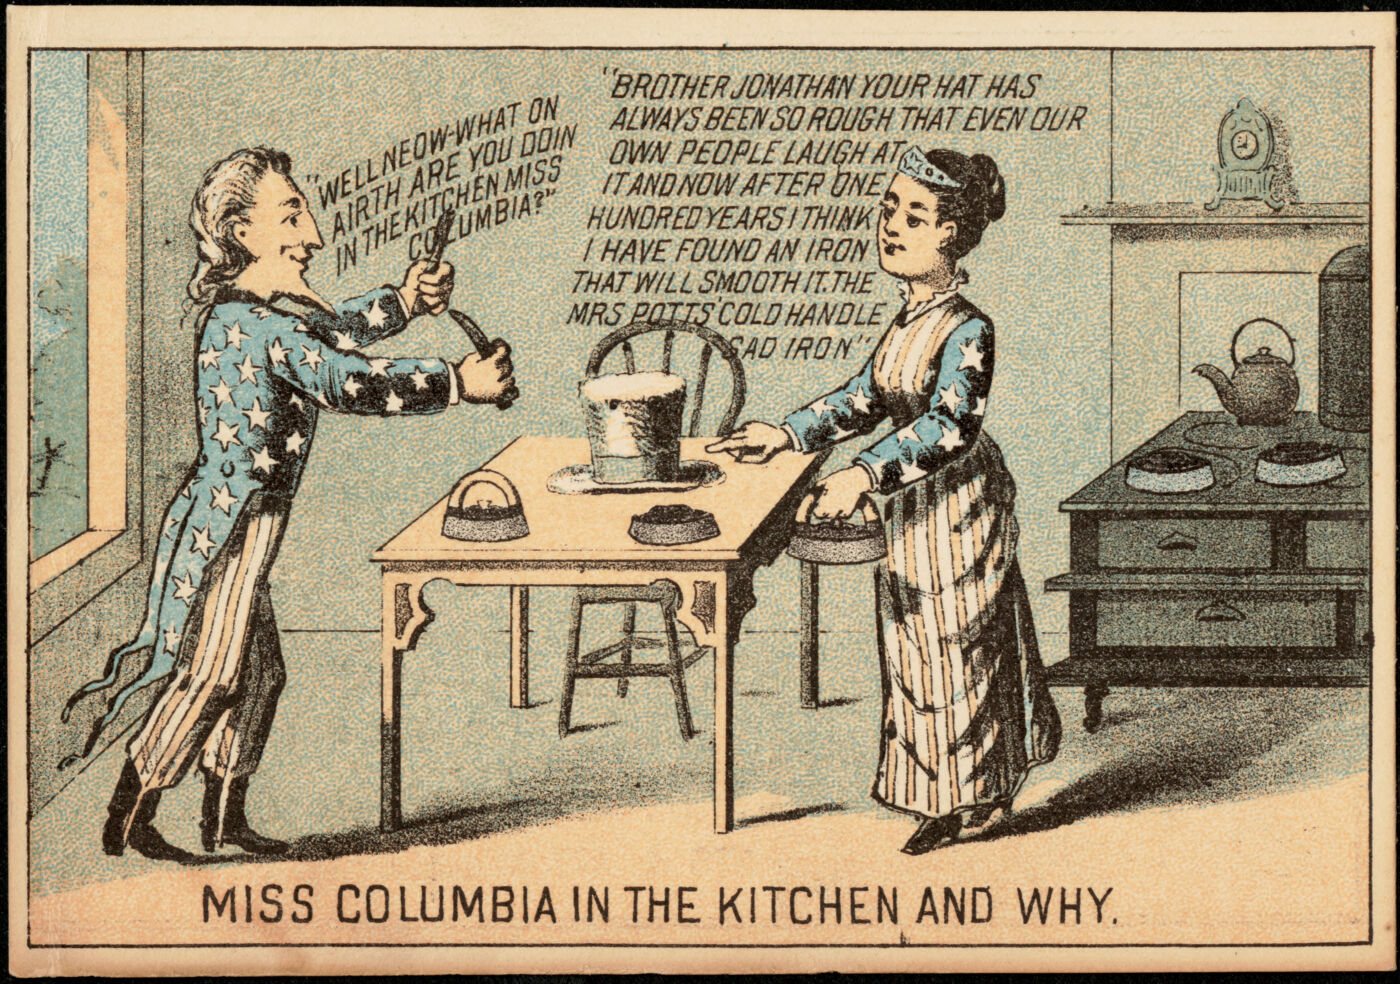 "WELL NEOW-WHAT ON
AIRTH ARE YOU DOIN
IN THE KITCHEN MISS
COLUMBIA?"
"BROTHER JONATHAN YOUR HAT HAS
ALWAYS BEEN SO ROUGH THAT EVEN OUR
OWN PEOPLE LAUGH AT
IT AND NOW AFTER ONE
HUNDRED YEARS I THINK
I HAVE FOUND AN IRON
THAT WILL SMOOTH IT. THE
MRS POTTS' COLD HANDLE
SAD IRON"
MISS COLUMBIA IN THE KITCHEN AND WHY.